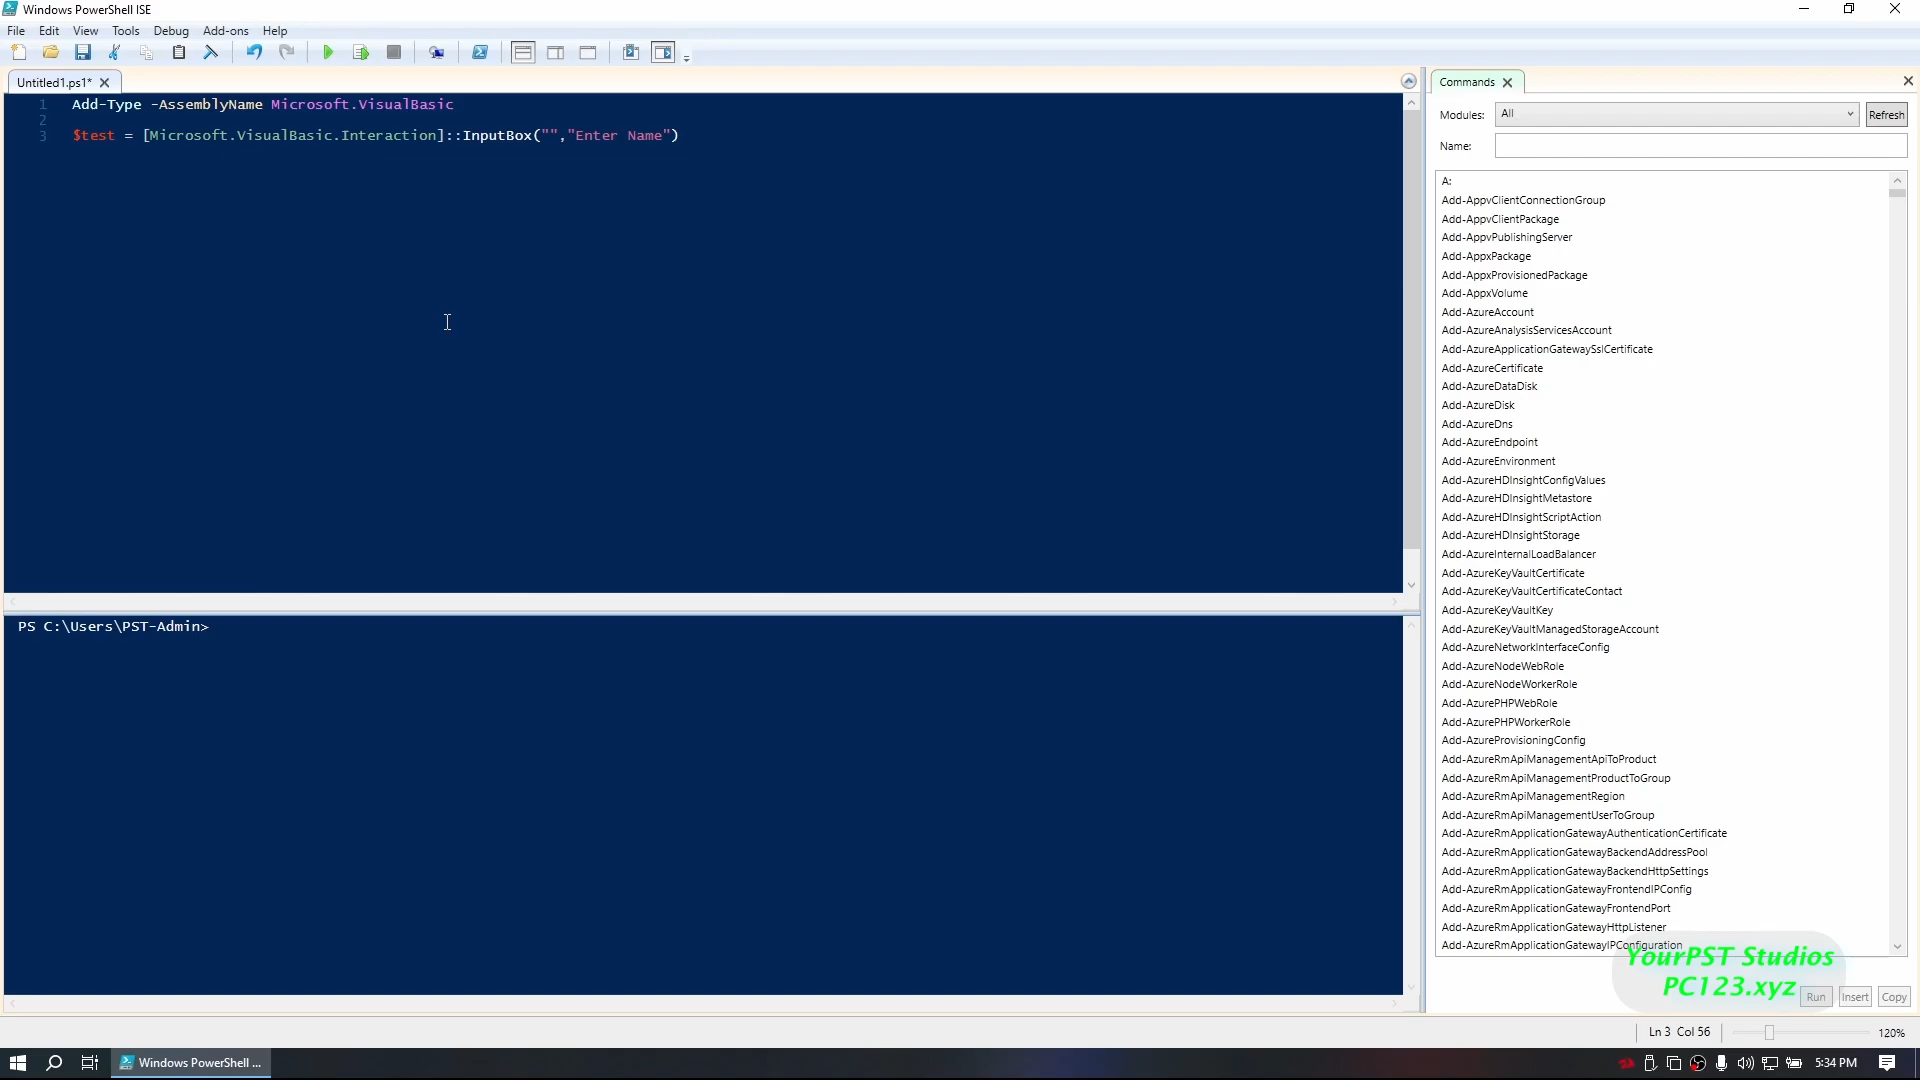 Windows PowerShell ISE
File Edit View Tools Debug Add-ons Help
Untitled1.ps1*
1 Add-Type -AssemblyName Microsoft.VisualBasic
2
3 $test = [Microsoft.VisualBasic.Interaction]::InputBox("","Enter Name")
PS C:\Users\PST-Admin>
Commands
Modules: All Refresh
Name:
A:
Add-AppvClientConnectionGroup
Add-AppvClientPackage
Add-AppvPublishingServer
Add-AppxPackage
Add-AppxProvisionedPackage
Add-AppxVolume
Add-AzureAccount
Add-AzureAnalysisServicesAccount
Add-AzureApplicationGatewaySslCertificate
Add-AzureCertificate
Add-AzureDataDisk
Add-AzureDisk
Add-AzureDns
Add-AzureEndpoint
Add-AzureEnvironment
Add-AzureHDInsightConfigValues
Add-AzureHDInsightMetastore
Add-AzureHDInsightScriptAction
Add-AzureHDInsightStorage
Add-AzureInternalLoadBalancer
Add-AzureKeyVaultCertificate
Add-AzureKeyVaultCertificateContact
Add-AzureKeyVaultKey
Add-AzureKeyVaultManagedStorageAccount
Add-AzureNetworkInterfaceConfig
Add-AzureNodeWebRole
Add-AzureNodeWorkerRole
Add-AzurePHPWebRole
Add-AzurePHPWorkerRole
Add-AzureProvisioningConfig
Add-AzureRmApiManagementApiToProduct
Add-AzureRmApiManagementProductToGroup
Add-AzureRmApiManagementRegion
Add-AzureRmApiManagementUserToGroup
Add-AzureRmApplicationGatewayAuthenticationCertificate
Add-AzureRmApplicationGatewayBackendAddressPool
Add-AzureRmApplicationGatewayBackendHttpSettings
Add-AzureRmApplicationGatewayFrontendIPConfig
Add-AzureRmApplicationGatewayFrontendPort
Add-AzureRmApplicationGatewayHttpListener
Add-AzureRmApplicationGatewayIPConfiguration
YourPST Studios
PC123.xyz
Run Insert Copy
Ln 3 Col 56 120%
Windows PowerShell ...
5:34 PM